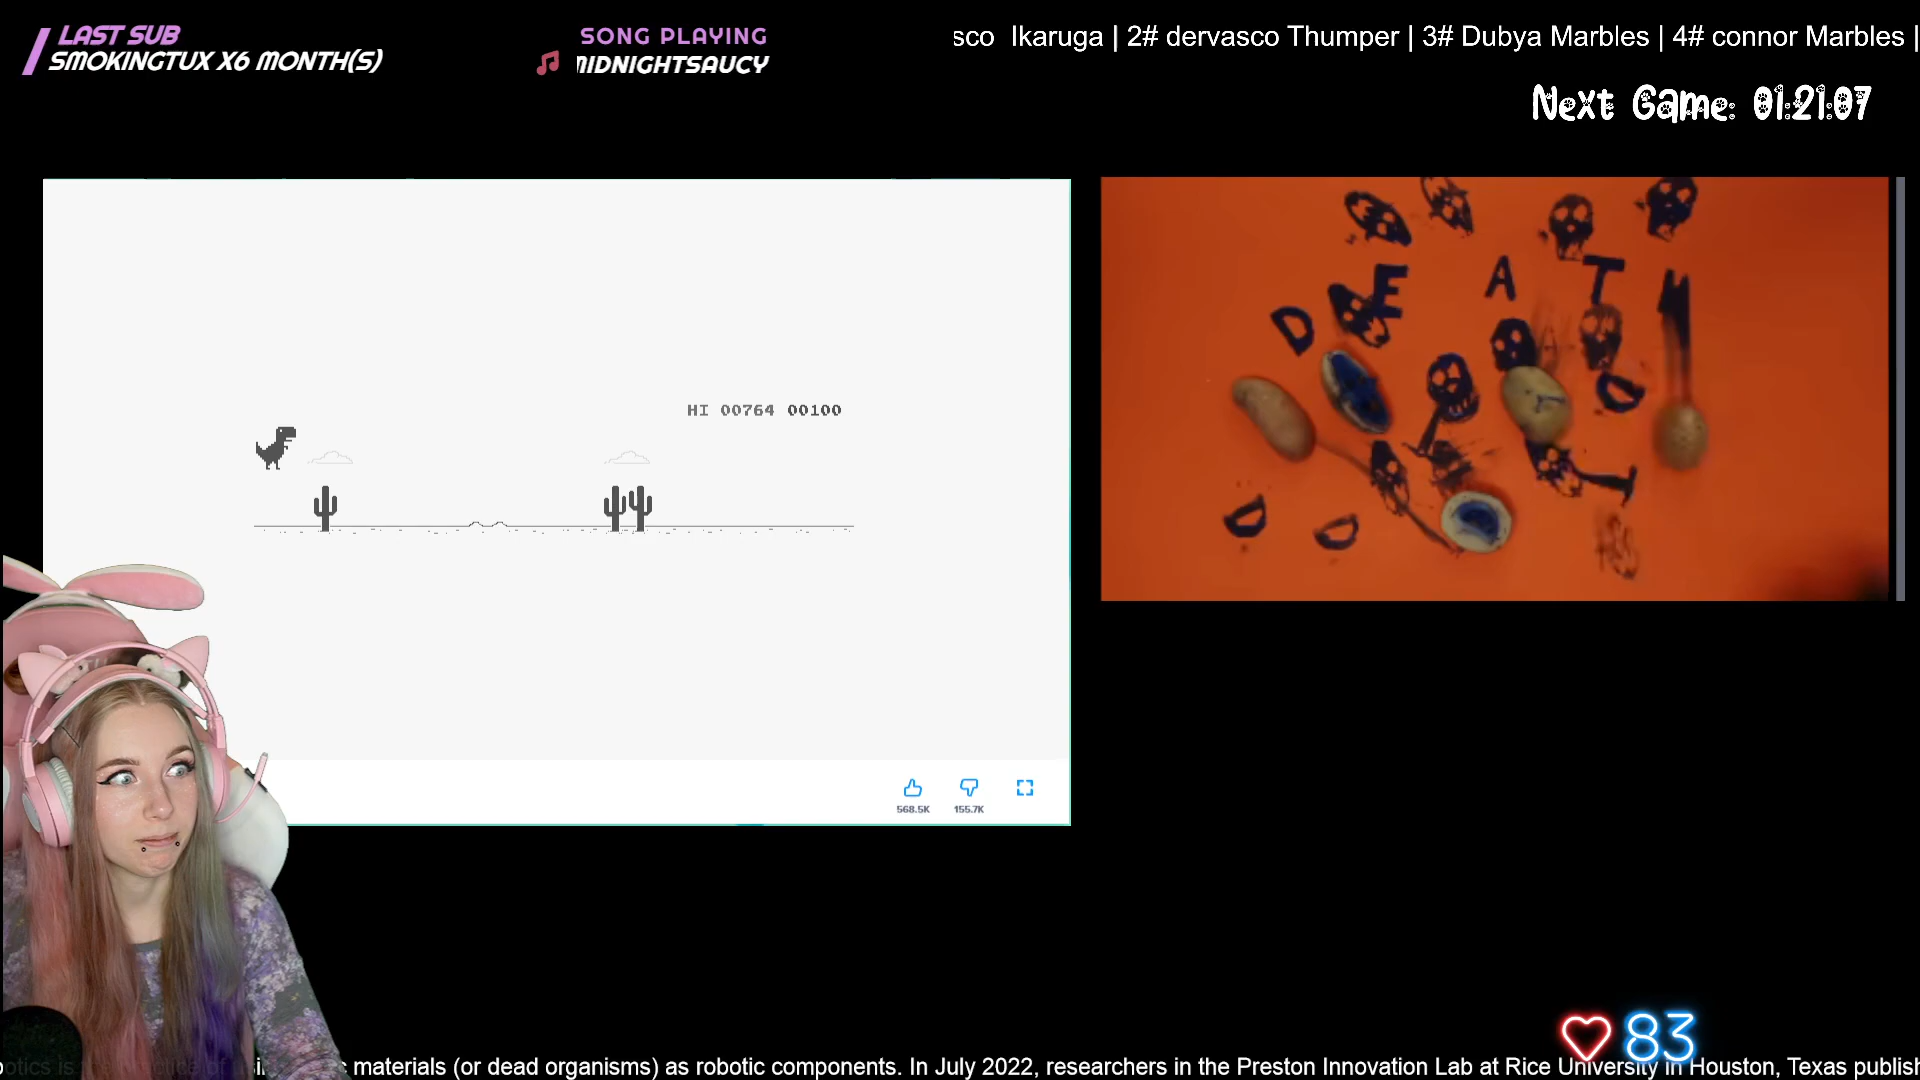 LAST SUB
SMOKINGTUX X6 MONTH(S)
SONG PLAYING
MIDNIGHTSAUCY
sco Ikaruga | 2# dervasco Thumper | 3# Dubya Marbles | 4# connor Marbles |
Next Game: 01:21:07
HI 00764 00100
D E A T H
D
D D
568.5K 155.7K
83
materials (or dead organisms) as robotic components. In July 2022, researchers in the Preston Innovation Lab at Rice University in Houston, Texas publish